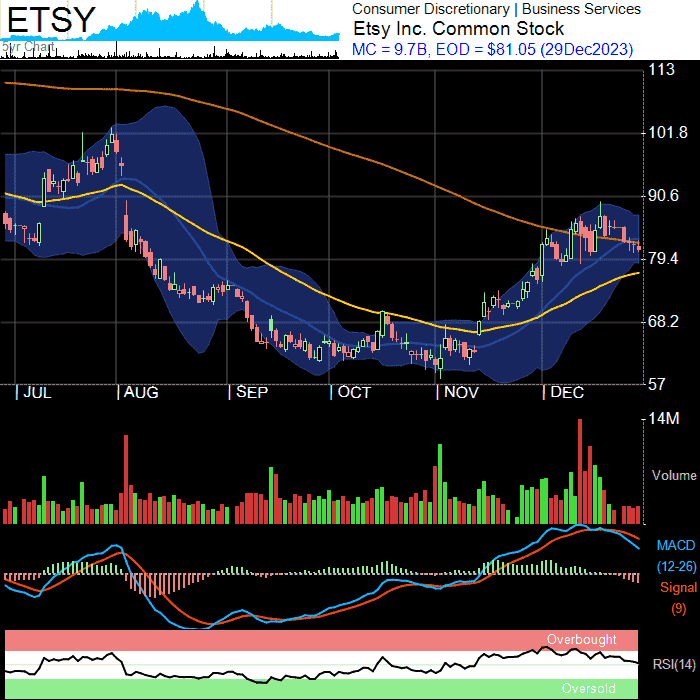 ETSY
5yr Chart
Consumer Discretionary | Business Services
Etsy Inc. Common Stock
MC = 9.7B, EOD = $81.05 (29Dec2023)
113
101.8
90.6
79.4
68.2
57
| JUL | AUG | SEP | OCT | NOV | DEC
14M
Volume
MACD
(12-26)
Signal
(9)
Overbought
RSI(14)
Oversold